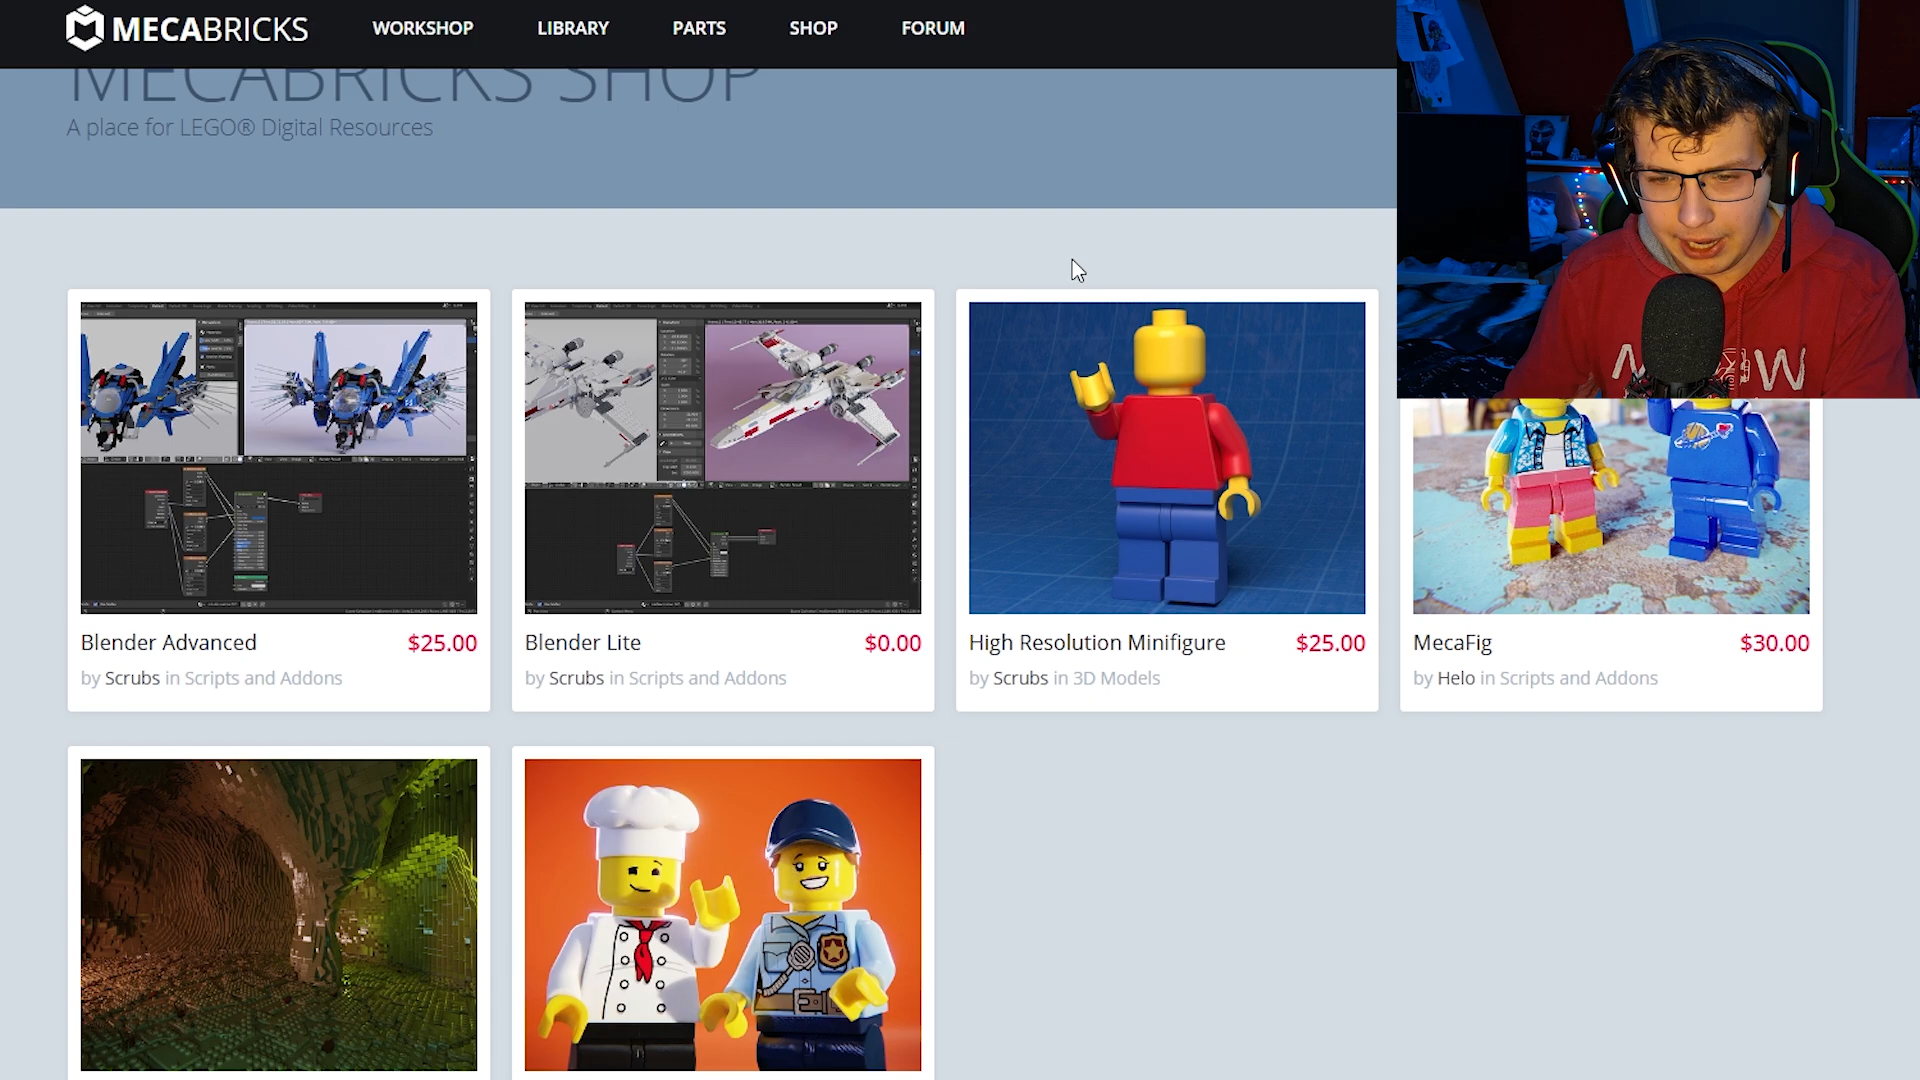 MECABRICKS
WORKSHOP
LIBRARY
PARTS
SHOP
FORUM
MECABRICKS SHOP
A place for LEGO® Digital Resources
Blender Advanced
$25.00
by Scrubs in Scripts and Addons
Blender Lite
$0.00
by Scrubs in Scripts and Addons
High Resolution Minifigure
$25.00
by Scrubs in 3D Models
MecaFig
$30.00
by Helo in Scripts and Addons